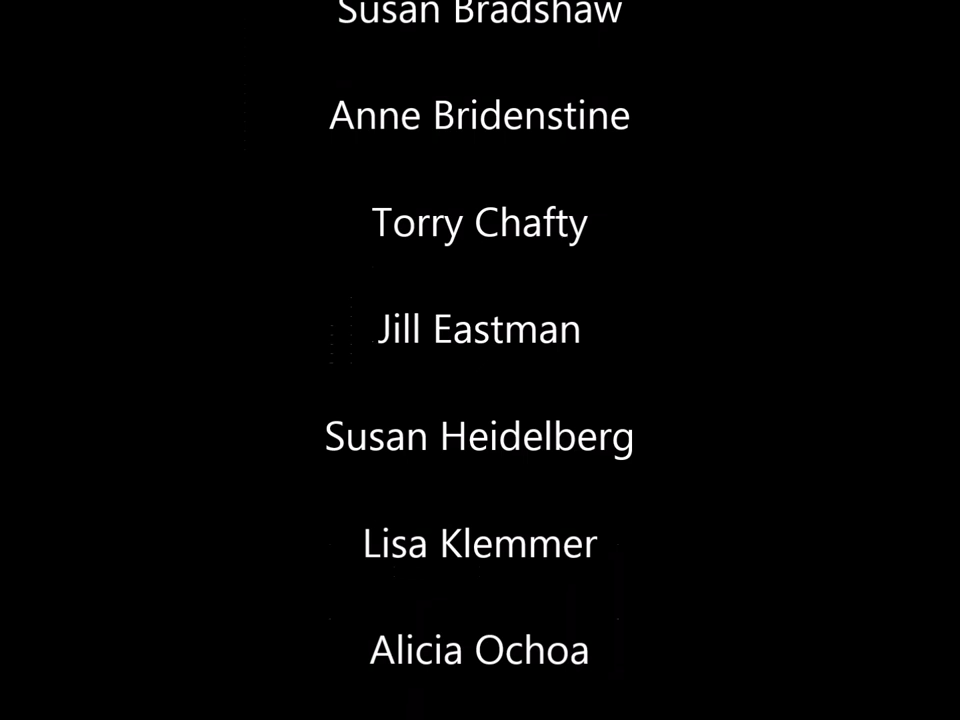 Susan Bradshaw
Anne Bridenstine
Torry Chafty
Jill Eastman
Susan Heidelberg
Lisa Klemmer
Alicia Ochoa